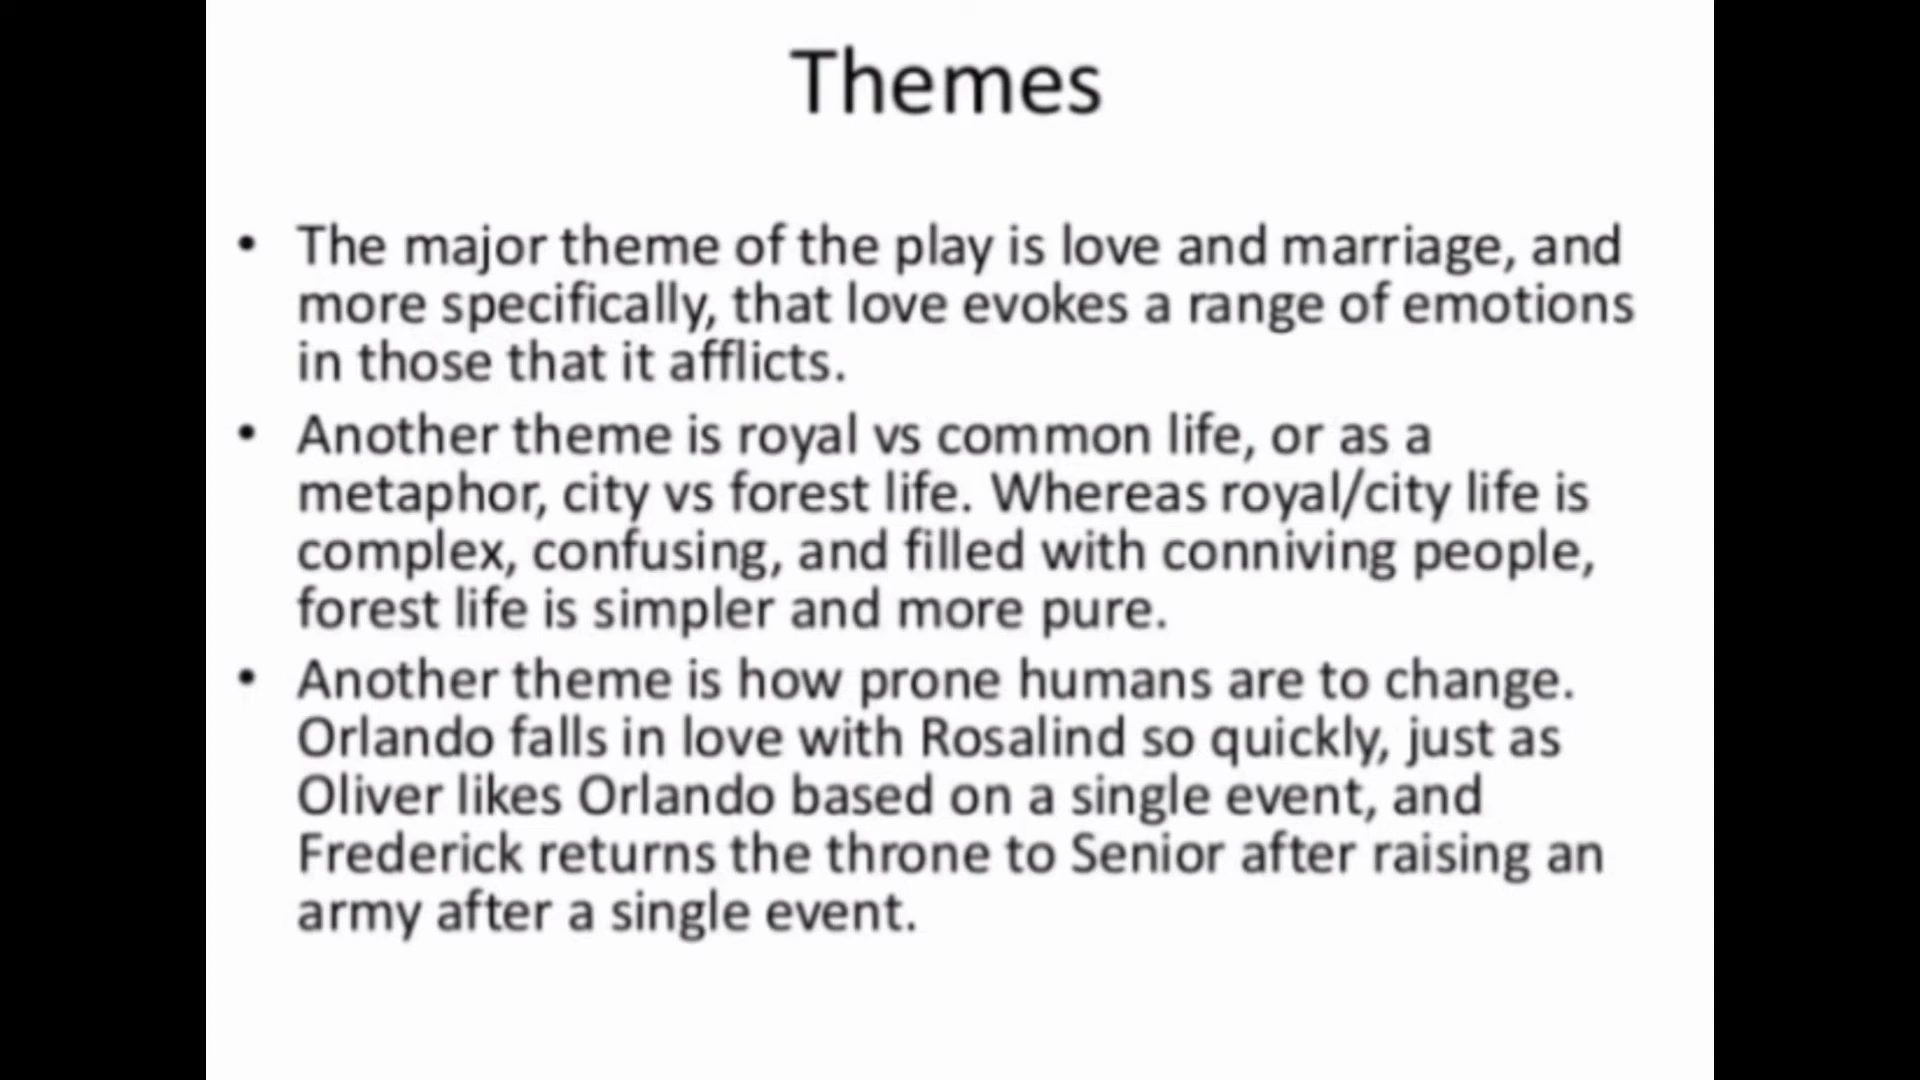 Themes
• The major theme of the play is love and marriage, and
more specifically, that love evokes a range of emotions
in those that it afflicts.
• Another theme is royal vs common life, or as a
metaphor, city vs forest life. Whereas royal/city life is
complex, confusing, and filled with conniving people,
forest life is simpler and more pure.
• Another theme is how prone humans are to change.
Orlando falls in love with Rosalind so quickly, just as
Oliver likes Orlando based on a single event, and
Frederick returns the throne to Senior after raising an
army after a single event.